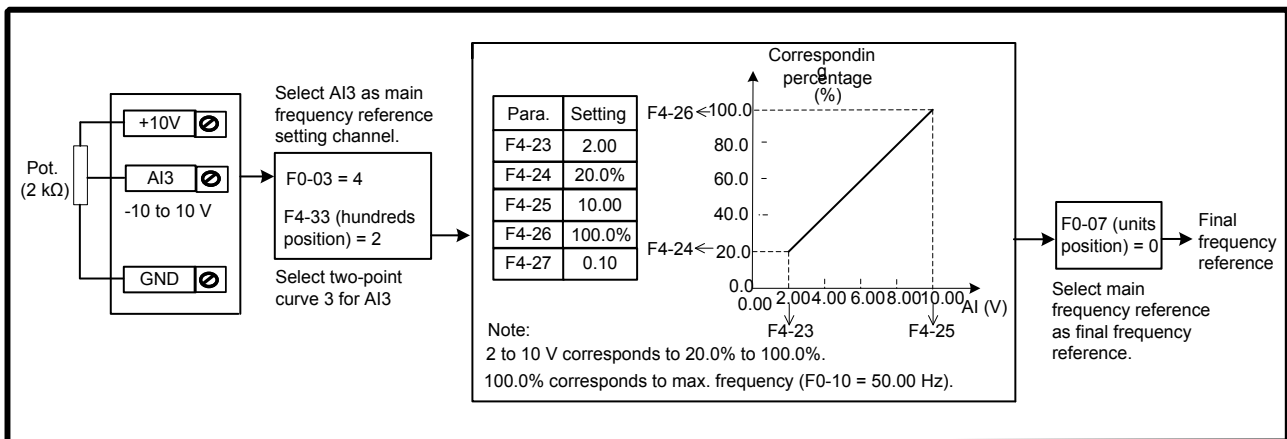 +10V
AI3
-10 to 10 V
GND
Pot.
(2 kΩ)
Select AI3 as main
frequency reference
setting channel.
F0-03 = 4
F4-33 (hundreds
position) = 2
Select two-point
curve 3 for AI3
Para. Setting
F4-23 2.00
F4-24 20.0%
F4-25 10.00
F4-26 100.0%
F4-27 0.10
Correspondin
g
percentage
(%)
F4-26 100.0
80.0
60.0
40.0
F4-24 20.0
0.0
0.00 2.00 4.00 6.00 8.00 10.00
AI (V)
F4-23 F4-25
Note:
2 to 10 V corresponds to 20.0% to 100.0%.
100.0% corresponds to max. frequency (F0-10 = 50.00 Hz).
F0-07 (units
position) = 0
Select main
frequency reference
as final frequency
reference.
Final
frequency
reference